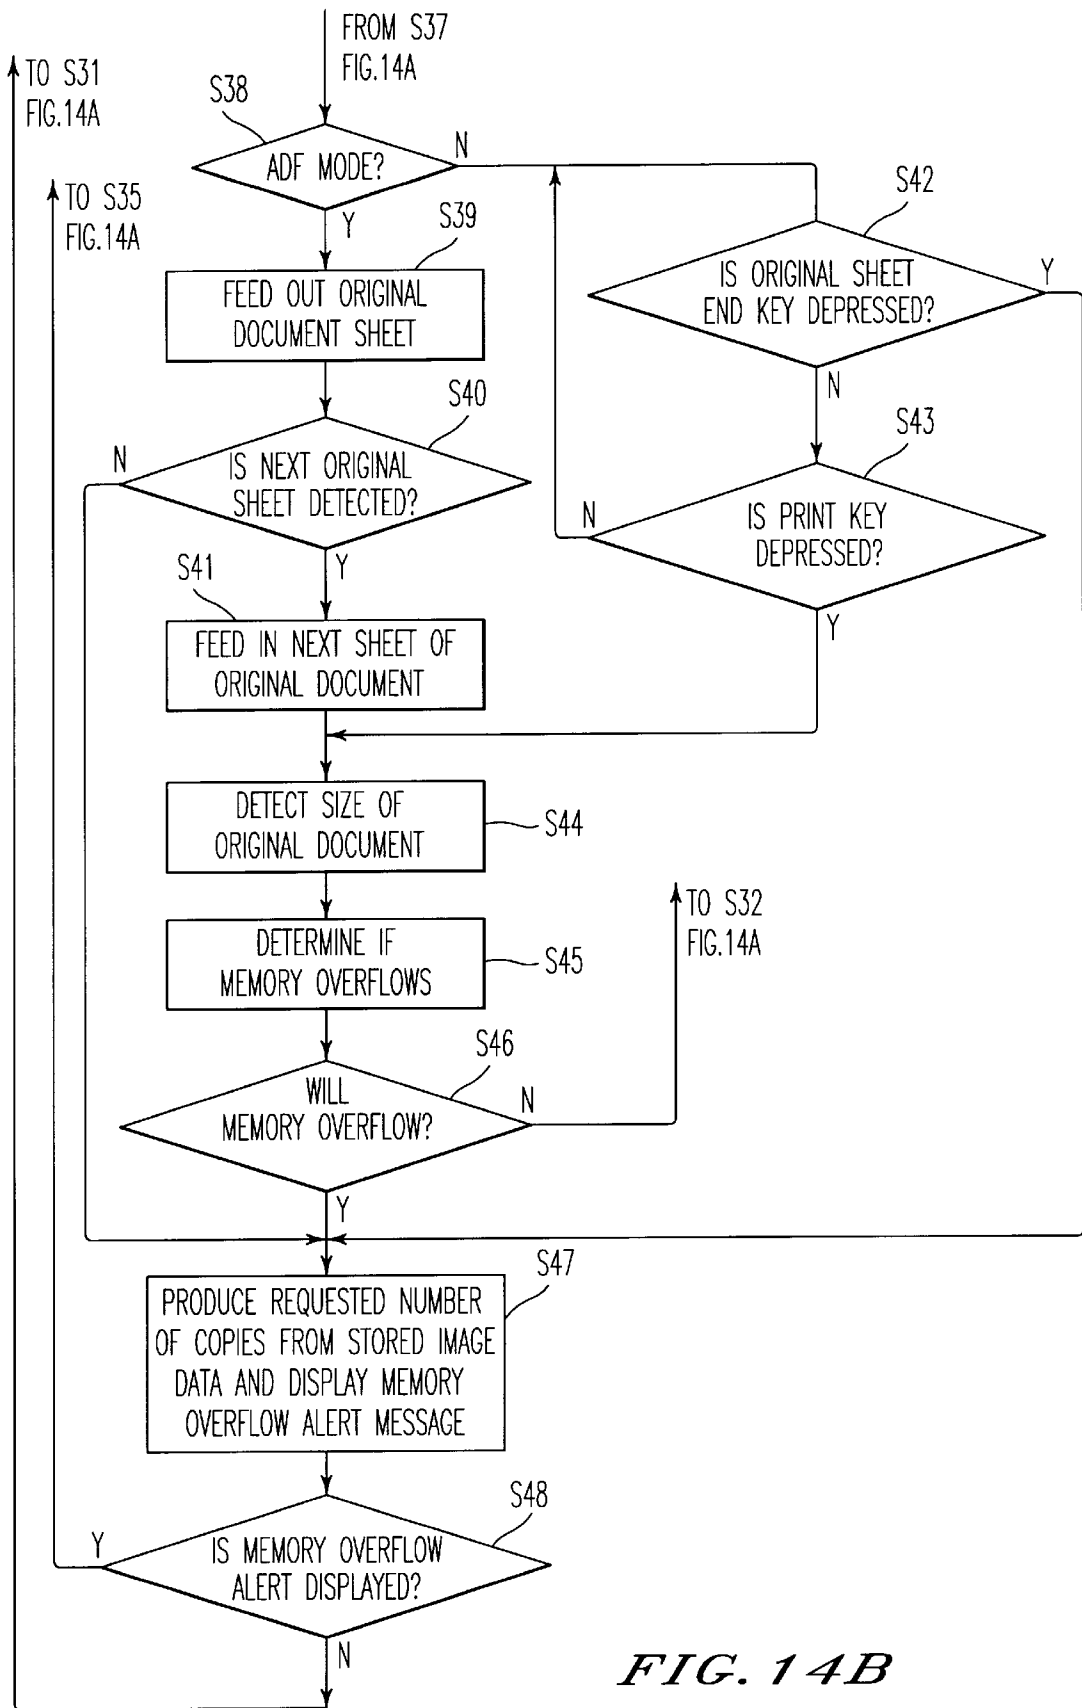 FROM S37
FIG.14A
TO S31
FIG.14A
S38
ADF MODE?
N
Y
TO S35
FIG.14A
S39
FEED OUT ORIGINAL
DOCUMENT SHEET
S42
IS ORIGINAL SHEET
END KEY DEPRESSED?
Y
N
S40
IS NEXT ORIGINAL
SHEET DETECTED?
N
Y
S43
IS PRINT KEY
DEPRESSED?
N
Y
S41
FEED IN NEXT SHEET OF
ORIGINAL DOCUMENT
DETECT SIZE OF
ORIGINAL DOCUMENT
S44
DETERMINE IF
MEMORY OVERFLOWS
S45
TO S32
FIG.14A
S46
WILL
MEMORY OVERFLOW?
N
Y
S47
PRODUCE REQUESTED NUMBER
OF COPIES FROM STORED IMAGE
DATA AND DISPLAY MEMORY
OVERFLOW ALERT MESSAGE
S48
IS MEMORY OVERFLOW
ALERT DISPLAYED?
Y
N
FIG. 14B